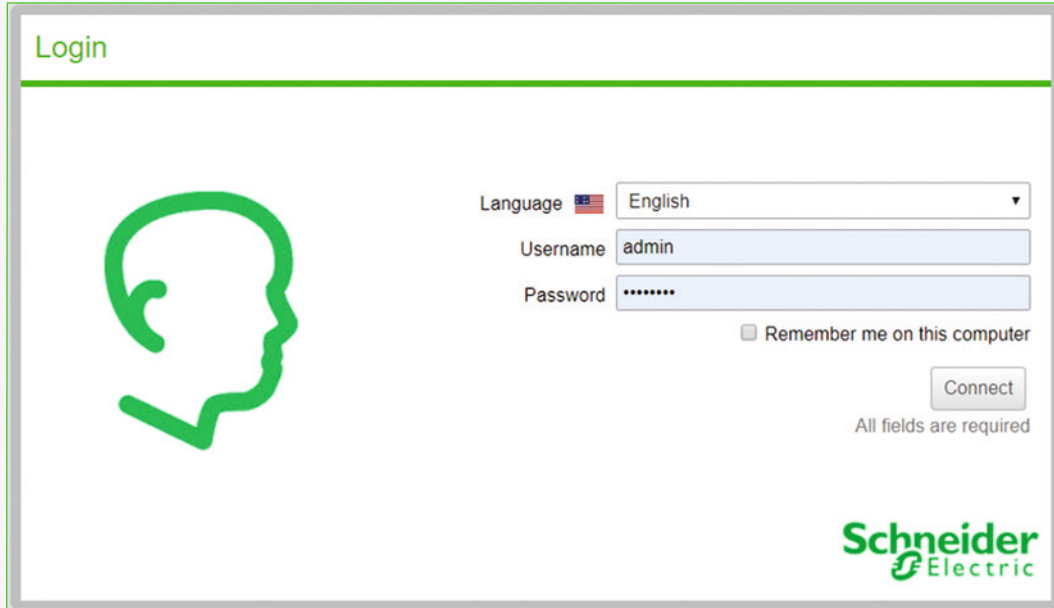 Login
Language English
Username admin
Password ••••••••
Remember me on this computer
Connect
All fields are required
Schneider
Electric